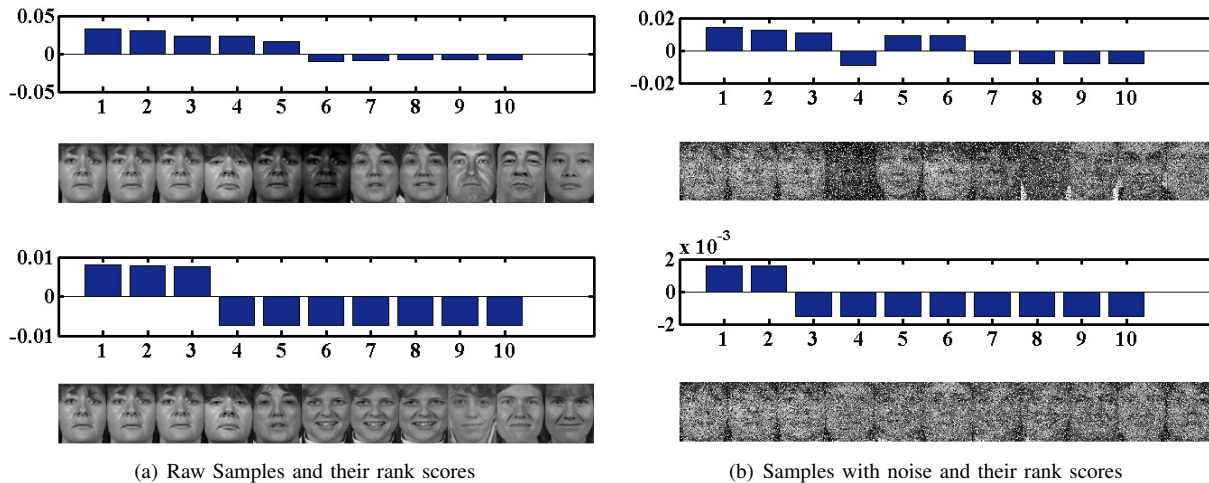 0.05
0
-0.05
1 2 3 4 5 6 7 8 9 10
0.01
0
-0.01
1 2 3 4 5 6 7 8 9 10
(a) Raw Samples and their rank scores
0.02
0
-0.02
1 2 3 4 5 6 7 8 9 10
x 10^-3
2
0
-2
1 2 3 4 5 6 7 8 9 10
(b) Samples with noise and their rank scores